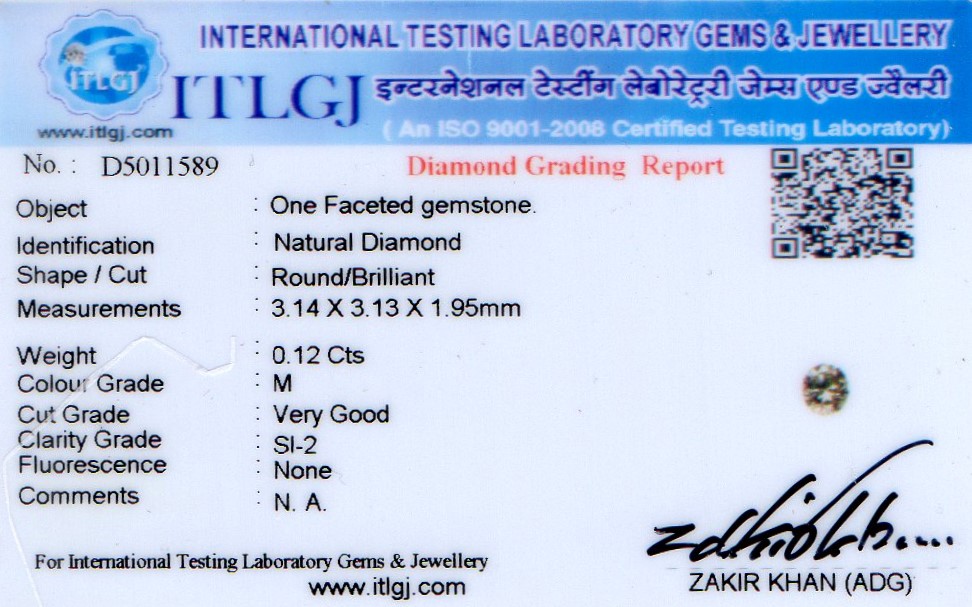 INTERNATIONAL TESTING LABORATORY GEMS & JEWELLERY
ITLGJ
ITLGJ
इन्टरनेशनल टेस्टींग लेबोरेट्री जेम्स एण्ड ज्वैलरी
www.itlgj.com
( An ISO 9001-2008 Certified Testing Laboratory)
No. : D5011589
Diamond Grading Report
Object : One Faceted gemstone.
Identification : Natural Diamond
Shape / Cut : Round/Brilliant
Measurements : 3.14 X 3.13 X 1.95mm
Weight : 0.12 Cts
Colour Grade : M
Cut Grade : Very Good
Clarity Grade : SI-2
Fluorescence : None
Comments : N. A.
For International Testing Laboratory Gems & Jewellery
www.itlgj.com
ZAKIR KHAN (ADG)